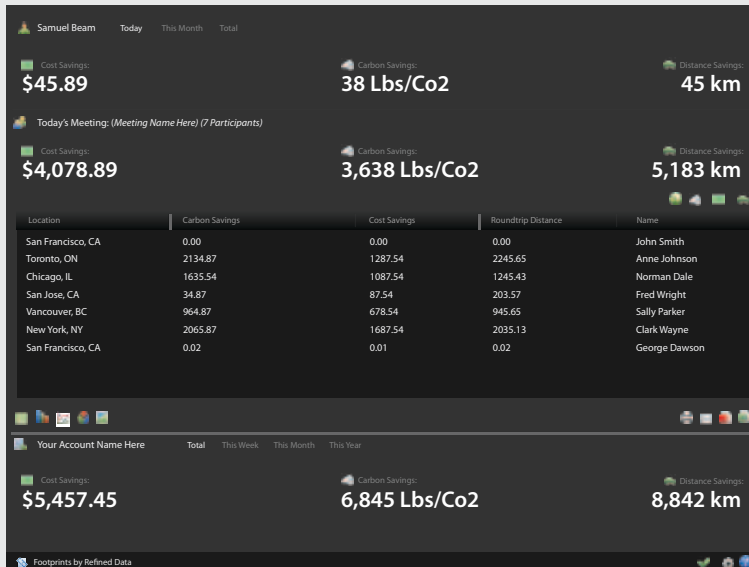 Samuel Beam Today This Month Total
Cost Savings: Carbon Savings: Distance Savings:
$45.89 38 Lbs/Co2 45 km
Today's Meeting: (Meeting Name Here) (7 Participants)
Cost Savings: Carbon Savings: Distance Savings:
$4,078.89 3,638 Lbs/Co2 5,183 km
Location Carbon Savings Cost Savings Roundtrip Distance Name
San Francisco, CA 0.00 0.00 0.00 John Smith
Toronto, ON 2134.87 1287.54 2245.65 Anne Johnson
Chicago, IL 1635.54 1087.54 1245.43 Norman Dale
San Jose, CA 34.87 87.54 203.57 Fred Wright
Vancouver, BC 964.87 678.54 945.65 Sally Parker
New York, NY 2065.87 1687.54 2035.13 Clark Wayne
San Francisco, CA 0.02 0.01 0.02 George Dawson
Your Account Name Here Total This Week This Month This Year
Cost Savings: Carbon Savings: Distance Savings:
$5,457.45 6,845 Lbs/Co2 8,842 km
Footprints by Refined Data